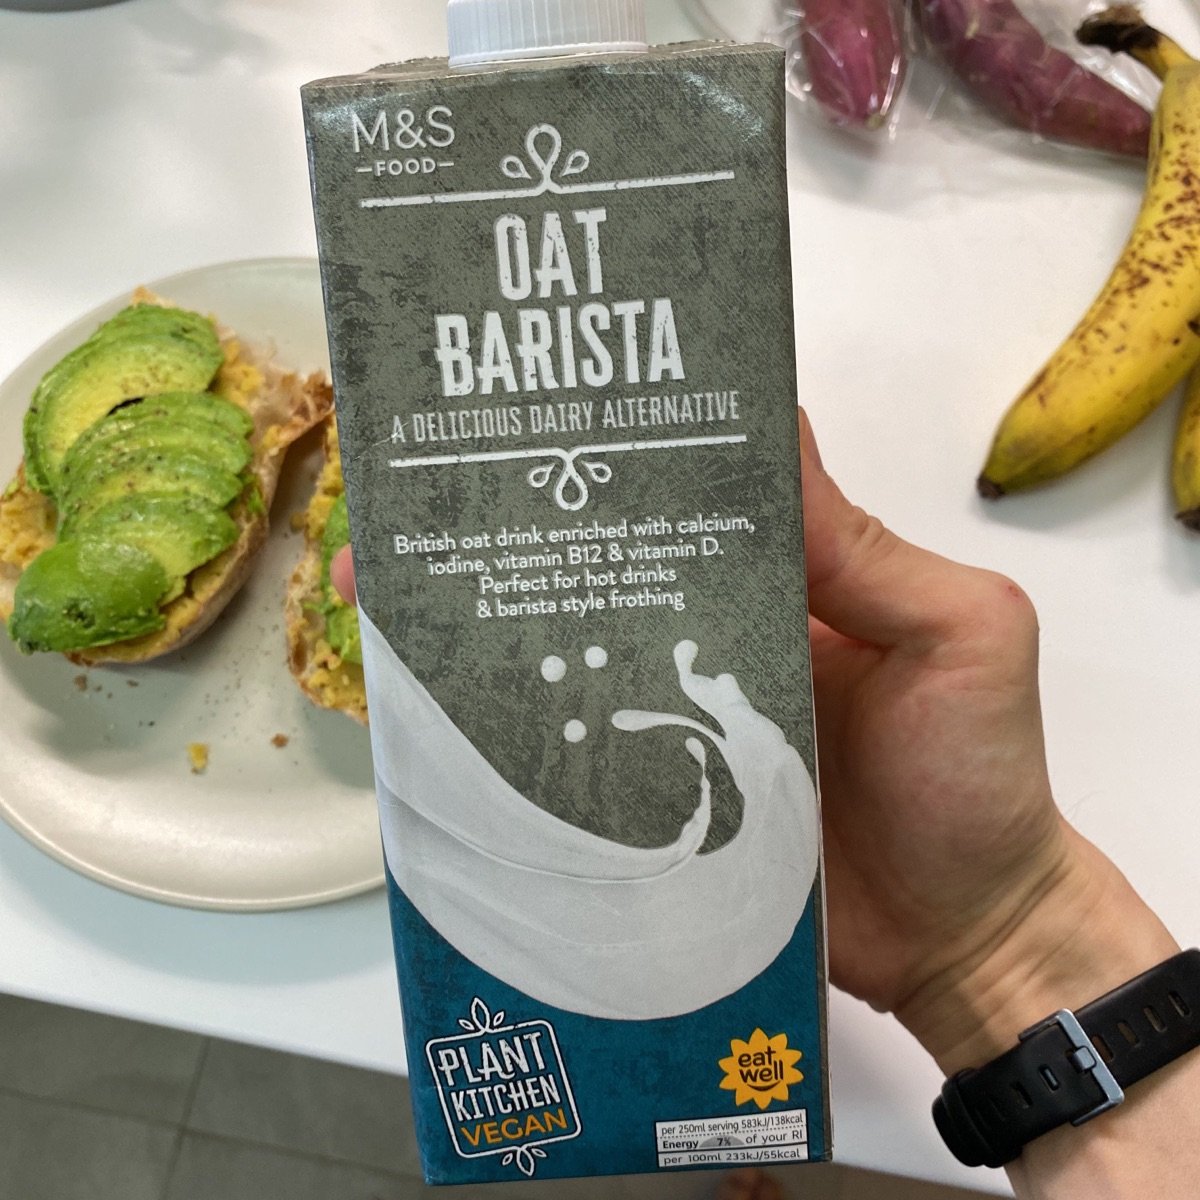 M&S
FOOD
OAT
BARISTA
A DELICIOUS DAIRY ALTERNATIVE
British oat drink enriched with calcium,
iodine, vitamin B12 & vitamin D.
Perfect for hot drinks
& barista style frothing
PLANT
KITCHEN
VEGAN
eat
well
per 250ml serving 583kJ/138kcal
Energy 7% of your RI
per 100ml 233kJ/55kcal